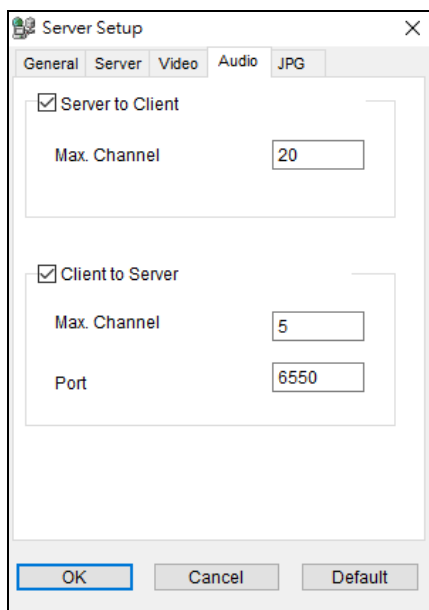 Server Setup
General Server Video Audio JPG
Server to Client
Max. Channel 20
Client to Server
Max. Channel 5
Port 6550
OK Cancel Default